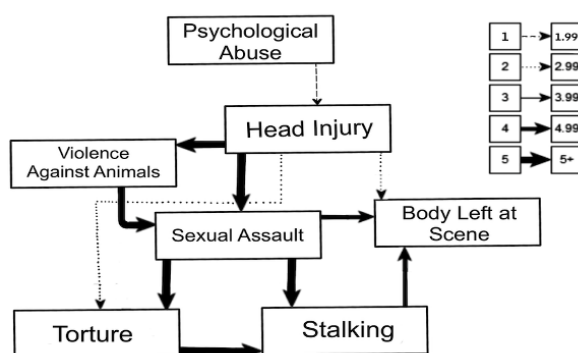 Psychological
Abuse
1 1.99
2 2.99
3 3.99
4 4.99
5 5+
Head Injury
Violence
Against Animals
Sexual Assault
Body Left at
Scene
Torture
Stalking